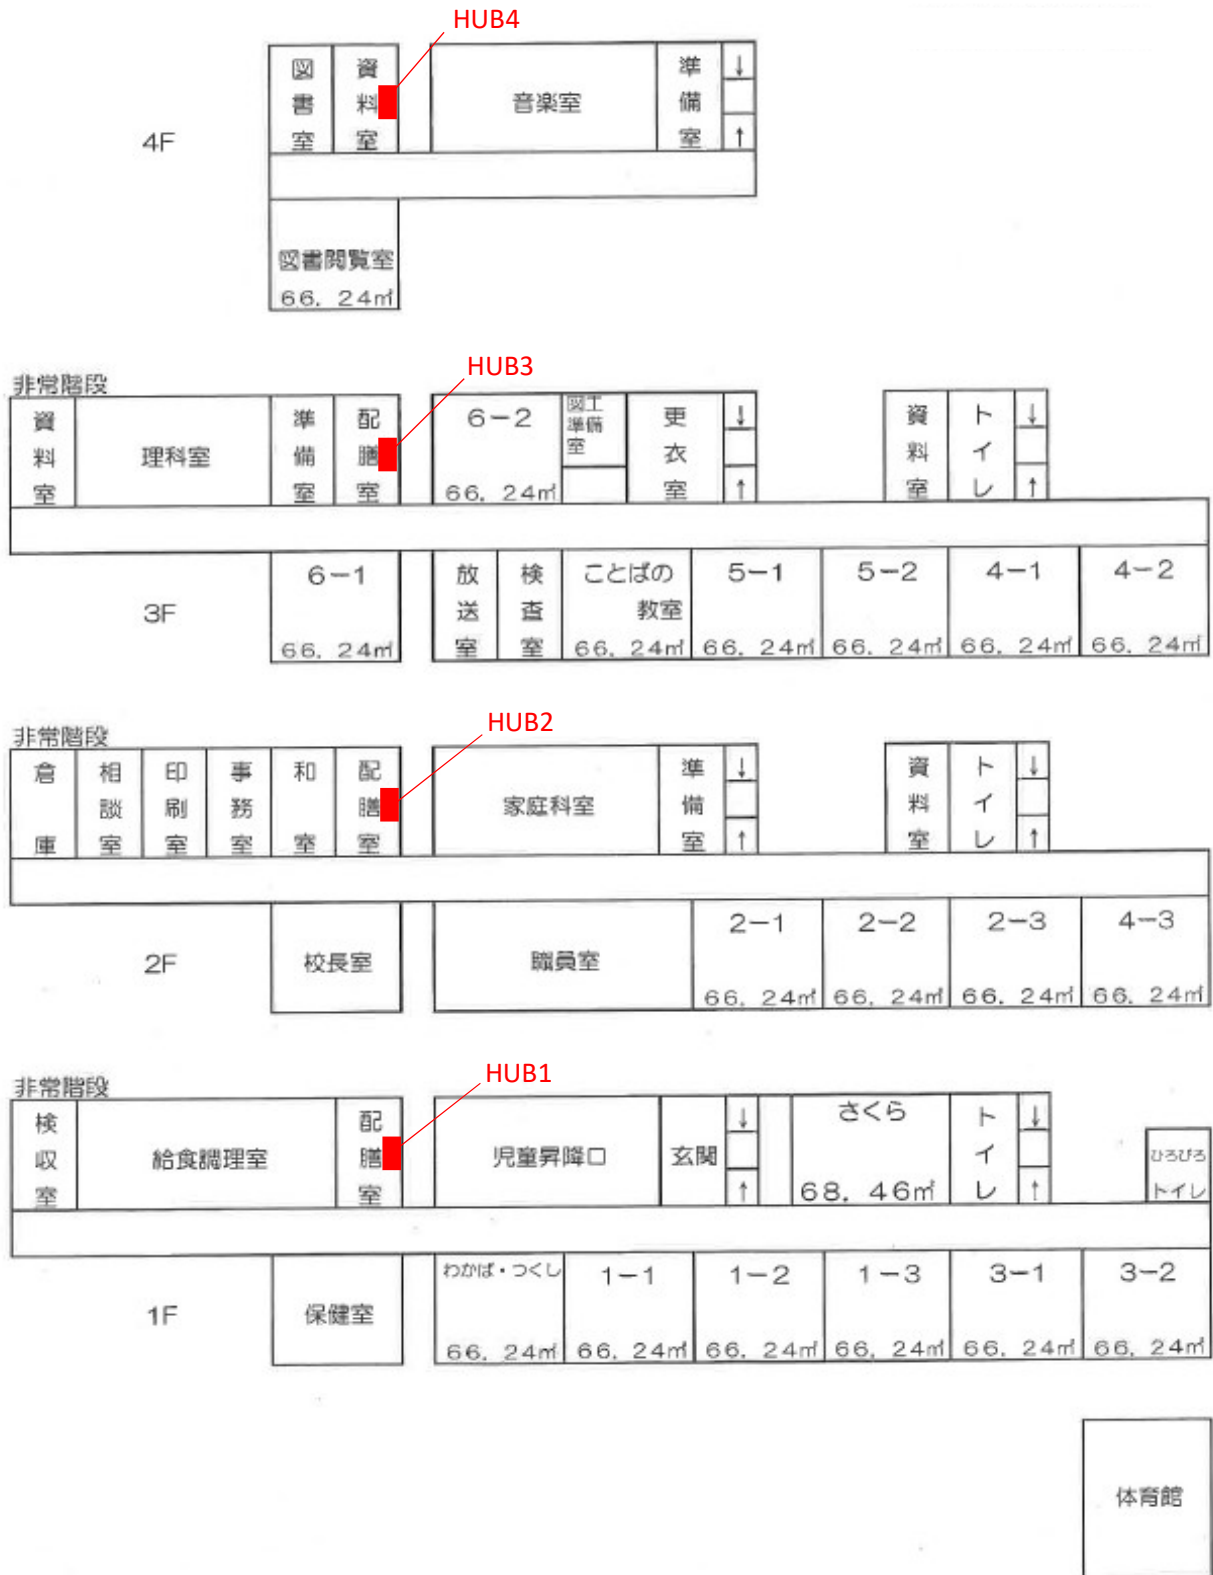 HUB4
図書室
資料室
音楽室
準備室
↓
↑
4F
図書閲覧室
66.24㎡
HUB3
非常階段
資料室
理科室
準備室
配膳室
6-2
66.24㎡
図工準備室
更衣室
↓
↑
資料室
トイレ
↓
↑
3F
6-1
66.24㎡
放送室
検査室
ことばの
教室
66.24㎡
5-1
66.24㎡
5-2
66.24㎡
4-1
66.24㎡
4-2
66.24㎡
HUB2
非常階段
倉庫
相談室
印刷室
事務室
和室
配膳室
家庭科室
準備室
↓
↑
資料室
トイレ
↓
↑
2F
校長室
職員室
2-1
66.24㎡
2-2
66.24㎡
2-3
66.24㎡
4-3
66.24㎡
HUB1
非常階段
検収室
給食調理室
配膳室
児童昇降口
玄関
↓
↑
さくら
68.46㎡
トイレ
↓
↑
ひろびろ
トイレ
1F
保健室
わかば・つくし
66.24㎡
1-1
66.24㎡
1-2
66.24㎡
1-3
66.24㎡
3-1
66.24㎡
3-2
66.24㎡
体育館